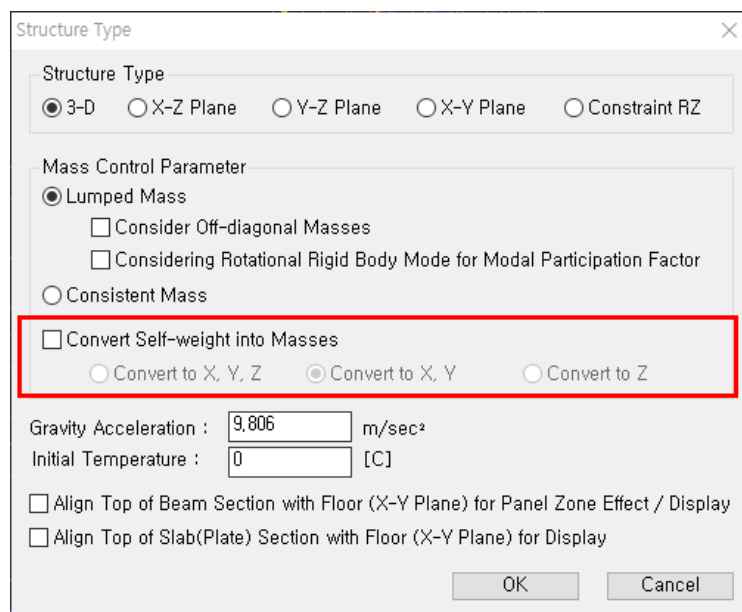 Structure Type
Structure Type
3-D X-Z Plane Y-Z Plane X-Y Plane Constraint RZ
Mass Control Parameter
Lumped Mass
Consider Off-diagonal Masses
Considering Rotational Rigid Body Mode for Modal Participation Factor
Consistent Mass
Convert Self-weight into Masses
Convert to X, Y, Z Convert to X, Y Convert to Z
Gravity Acceleration : 9,806 m/sec²
Initial Temperature : 0 [C]
Align Top of Beam Section with Floor (X-Y Plane) for Panel Zone Effect / Display
Align Top of Slab(Plate) Section with Floor (X-Y Plane) for Display
OK Cancel